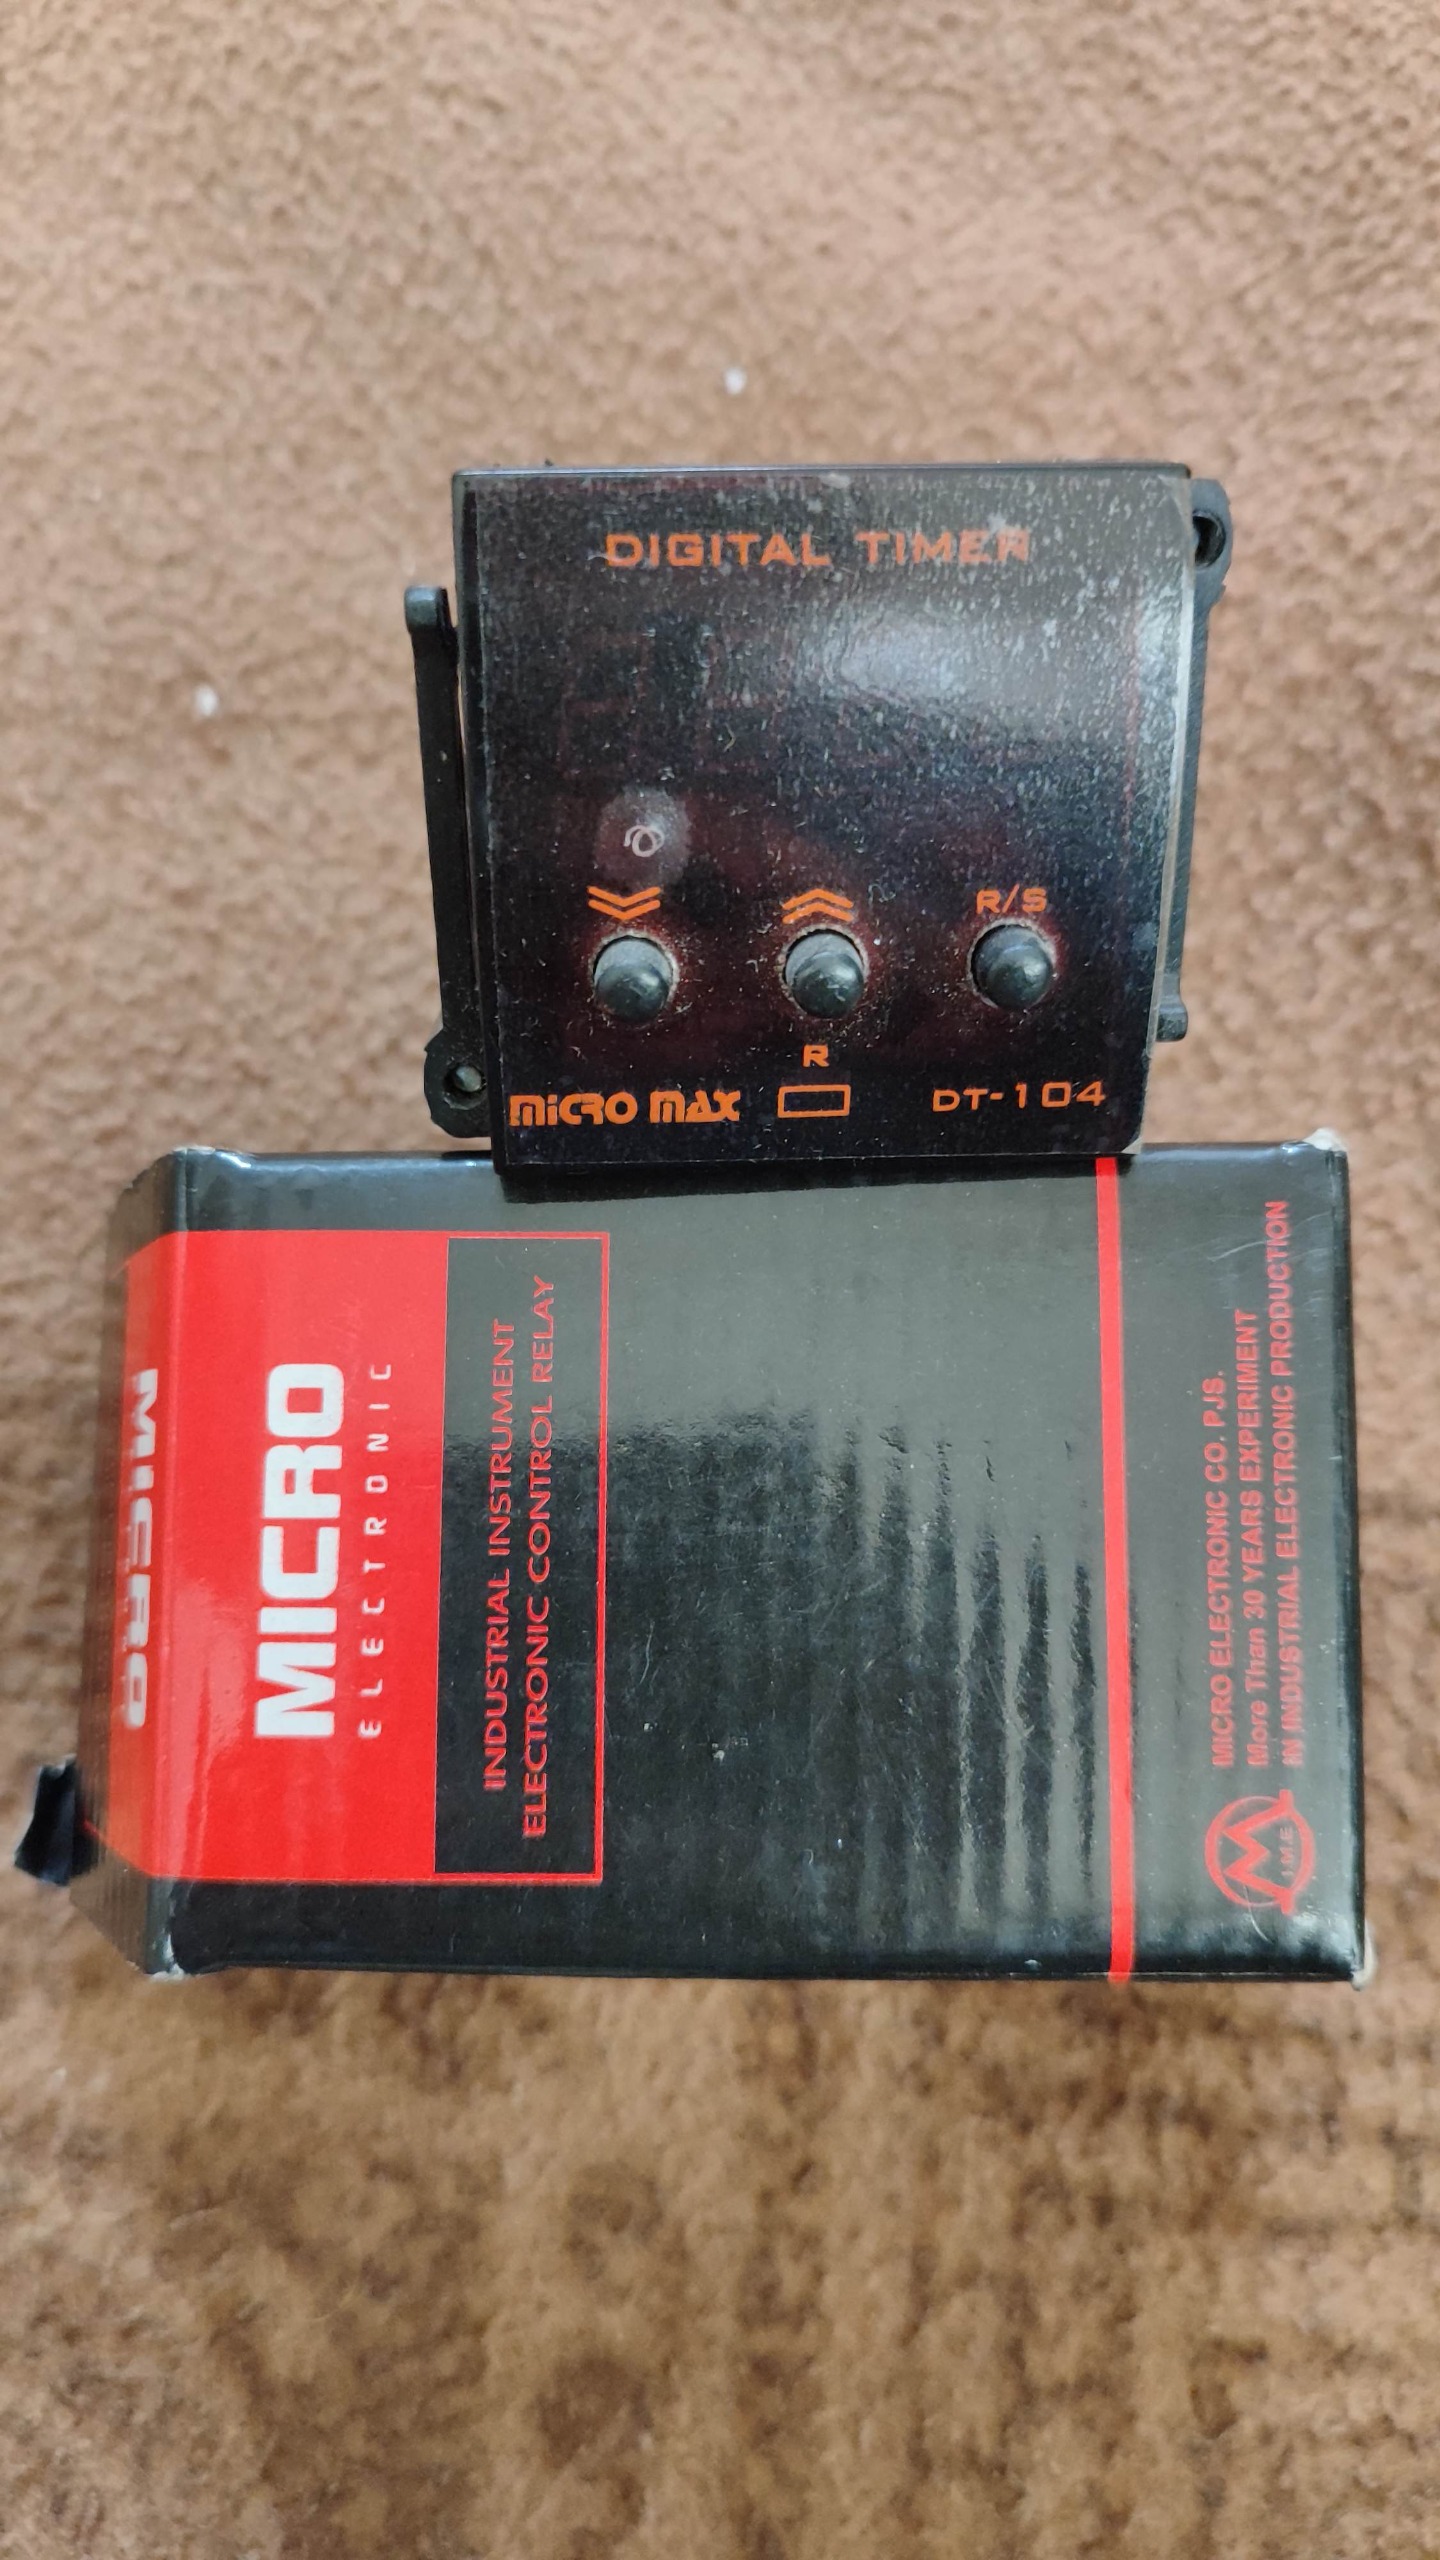 DIGITAL TIMER
R/S
R
MICRO MAX
DT-104
MICRO
MICRO
ELECTRONIC
INDUSTRIAL INSTRUMENT
ELECTRONIC CONTROL RELAY
MICRO ELECTRONIC CO. PJS.
More Than 30 YEARS EXPERIMENT
IN INDUSTRIAL ELECTRONIC PRODUCTION
I.M.E